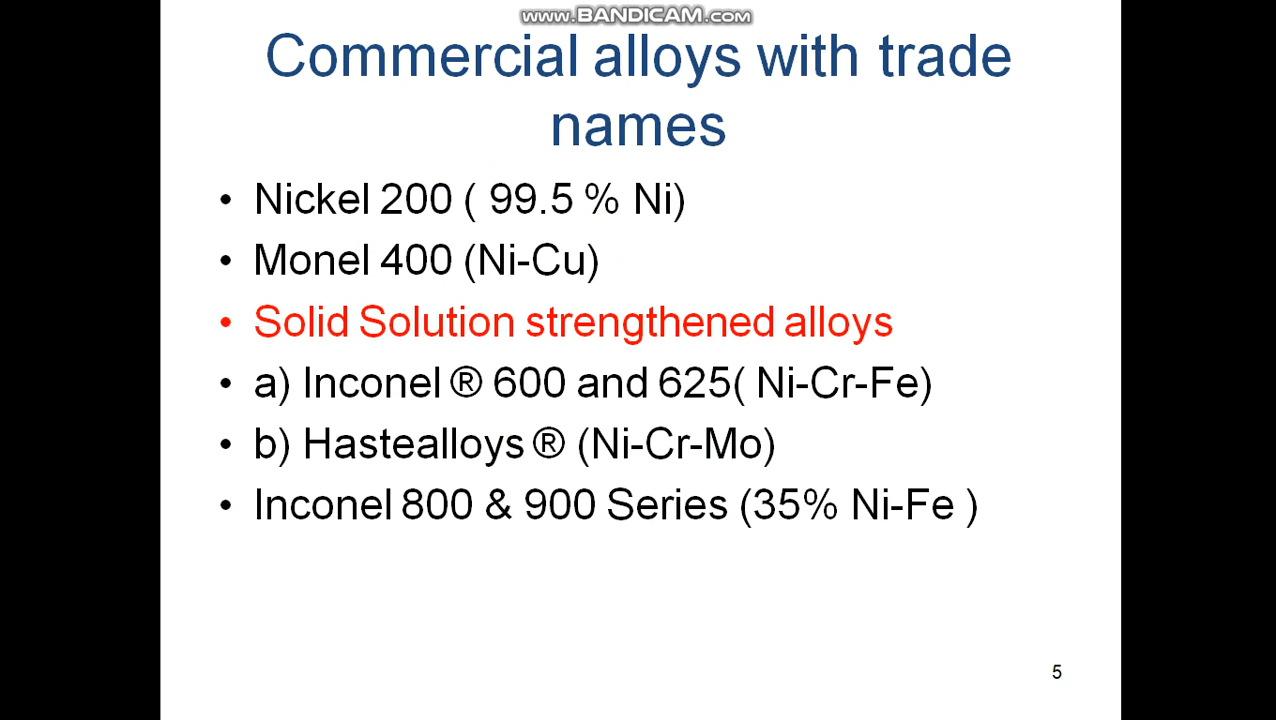 www.BANDICAM.com
Commercial alloys with trade
names
• Nickel 200 ( 99.5 % Ni)
• Monel 400 (Ni-Cu)
• Solid Solution strengthened alloys
• a) Inconel ® 600 and 625( Ni-Cr-Fe)
• b) Hastealloys ® (Ni-Cr-Mo)
• Inconel 800 & 900 Series (35% Ni-Fe )
5